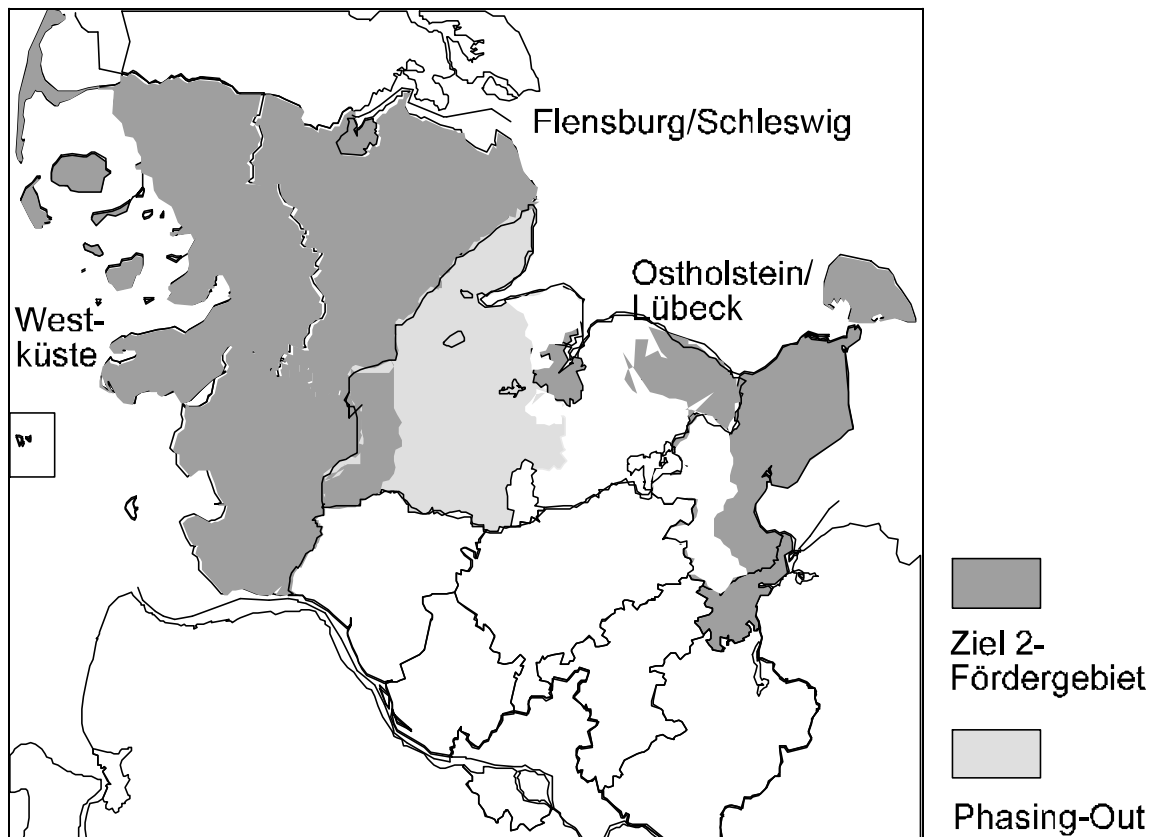 Flensburg/Schleswig
Ostholstein/
Lübeck
West-
küste
Ziel 2-
Fördergebiet
Phasing-Out